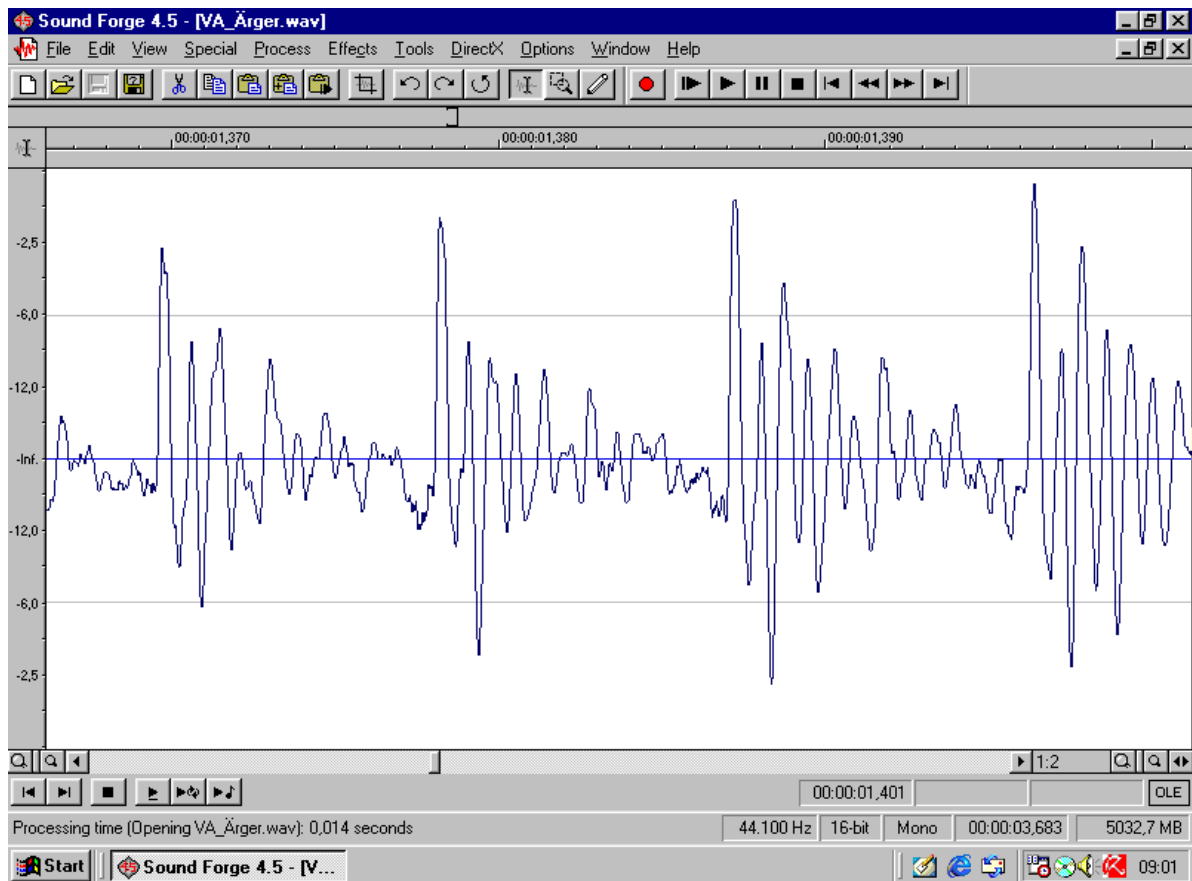 Sound Forge 4.5 - [VA_Ärger.wav]
File Edit View Special Process Effects Tools DirectX Options Window Help
00:00:01,370 00:00:01,380 00:00:01,390
-2,5
-6,0
-12,0
-Inf.
-12,0
-6,0
-2,5
1:2
00:00:01,401 OLE
Processing time (Opening VA_Ärger.wav): 0,014 seconds 44.100 Hz 16-bit Mono 00:00:03,683 5032,7 MB
Start Sound Forge 4.5 - [V... 09:01